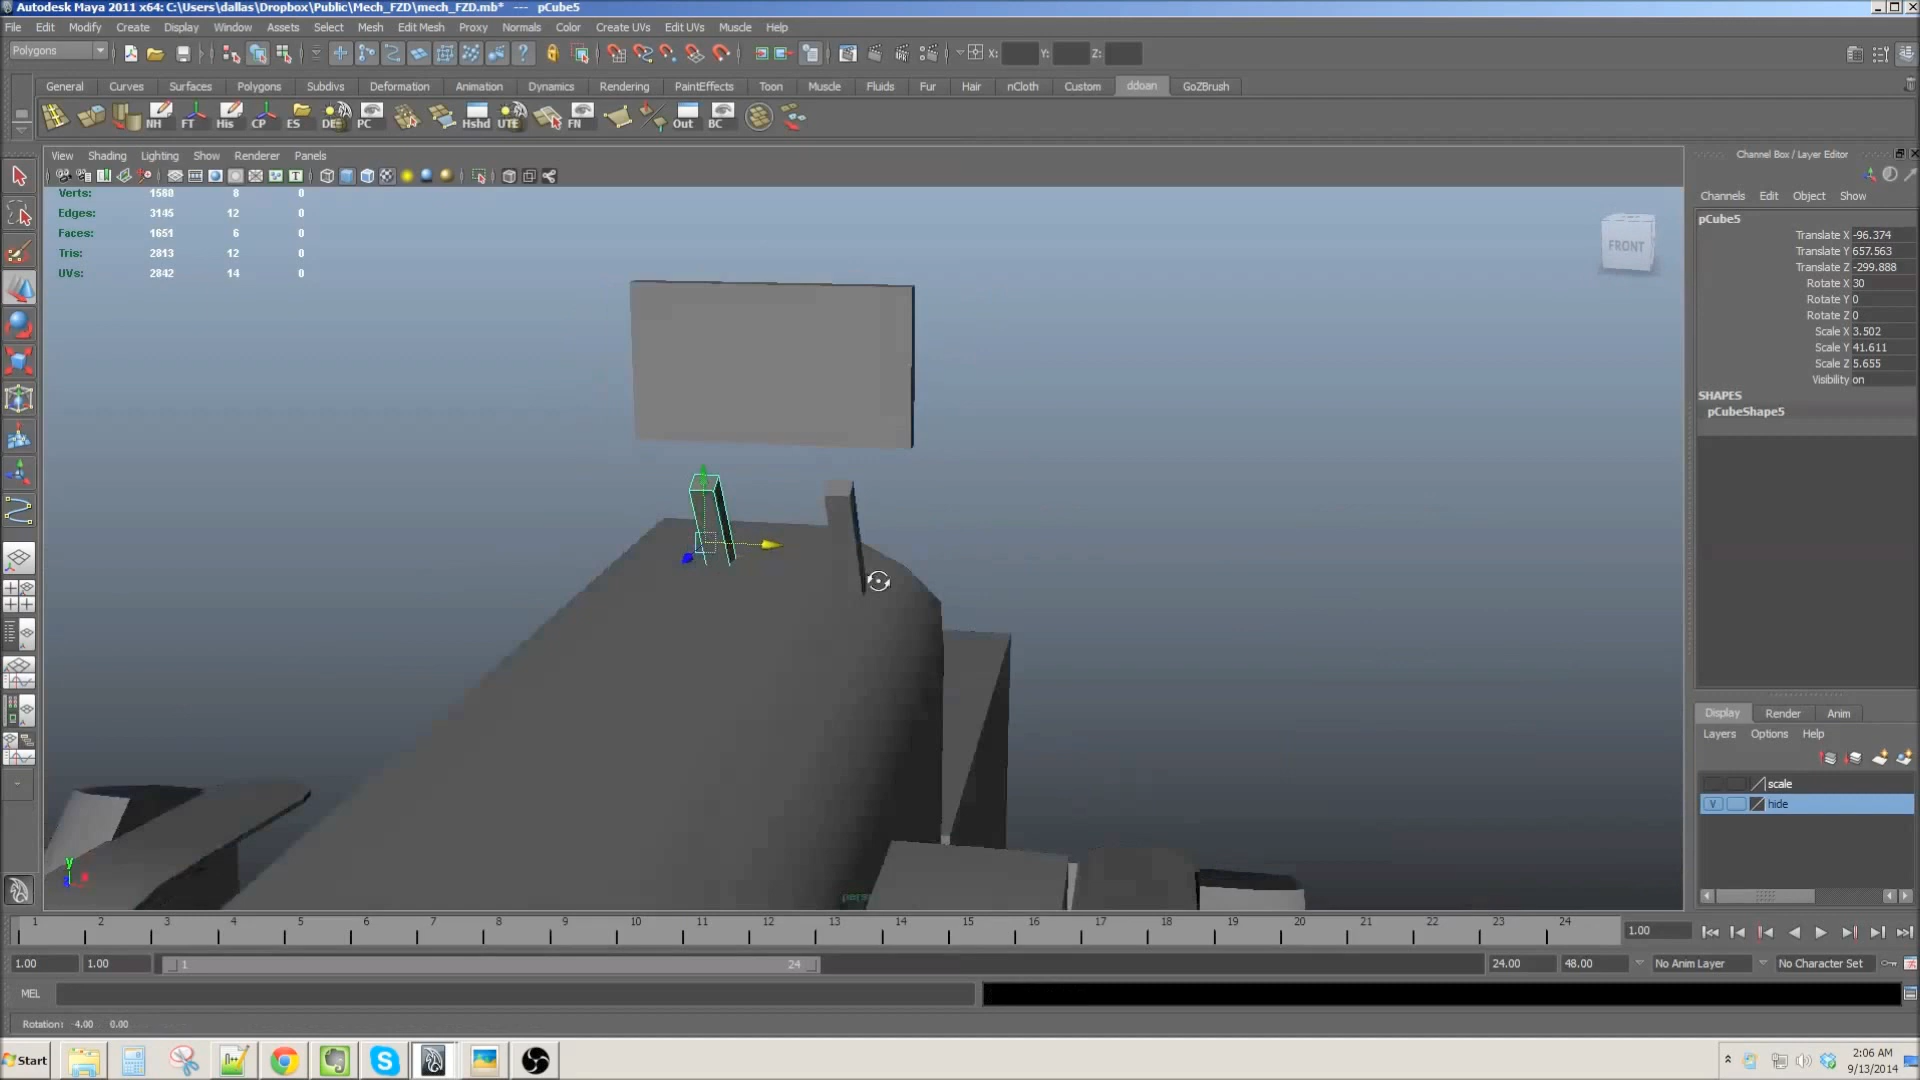 Autodesk Maya 2011 x64: C:\Users\dallas\Dropbox\Public\Mech_FZD\mech_FZD.mb* --- pCube5
File Edit Modify Create Display Window Assets Select Mesh Edit Mesh Proxy Normals Color Create UVs Edit UVs Muscle Help
Polygons X: Y: Z:
General Curves Surfaces Polygons Subdivs Deformation Animation Dynamics Rendering PaintEffects Toon Muscle Fluids Fur Hair nCloth Custom ddoan GoZBrush
NH FT His CP ES DE PC Hshd UTE FN Out BC
View Shading Lighting Show Renderer Panels
Channel Box / Layer Editor
Channels Edit Object Show
Verts: 1580 8 0
Edges: 3145 12 0
Faces: 1651 6 0
Tris: 2813 12 0
UVs: 2842 14 0
FRONT
pCube5
Translate X -96.374
Translate Y 657.563
Translate Z -299.888
Rotate X 30
Rotate Y 0
Rotate Z 0
Scale X 3.502
Scale Y 41.611
Scale Z 5.655
Visibility on
SHAPES
pCubeShape5
Display Render Anim
Layers Options Help
scale
V hide
y
persp
1 2 3 4 5 6 7 8 9 10 11 12 13 14 15 16 17 18 19 20 21 22 23 24 1.00
1.00 1.00 1 24 24.00 48.00 No Anim Layer No Character Set
MEL
Rotation: 4.00 0.00
Start 2:06 AM
9/13/2014